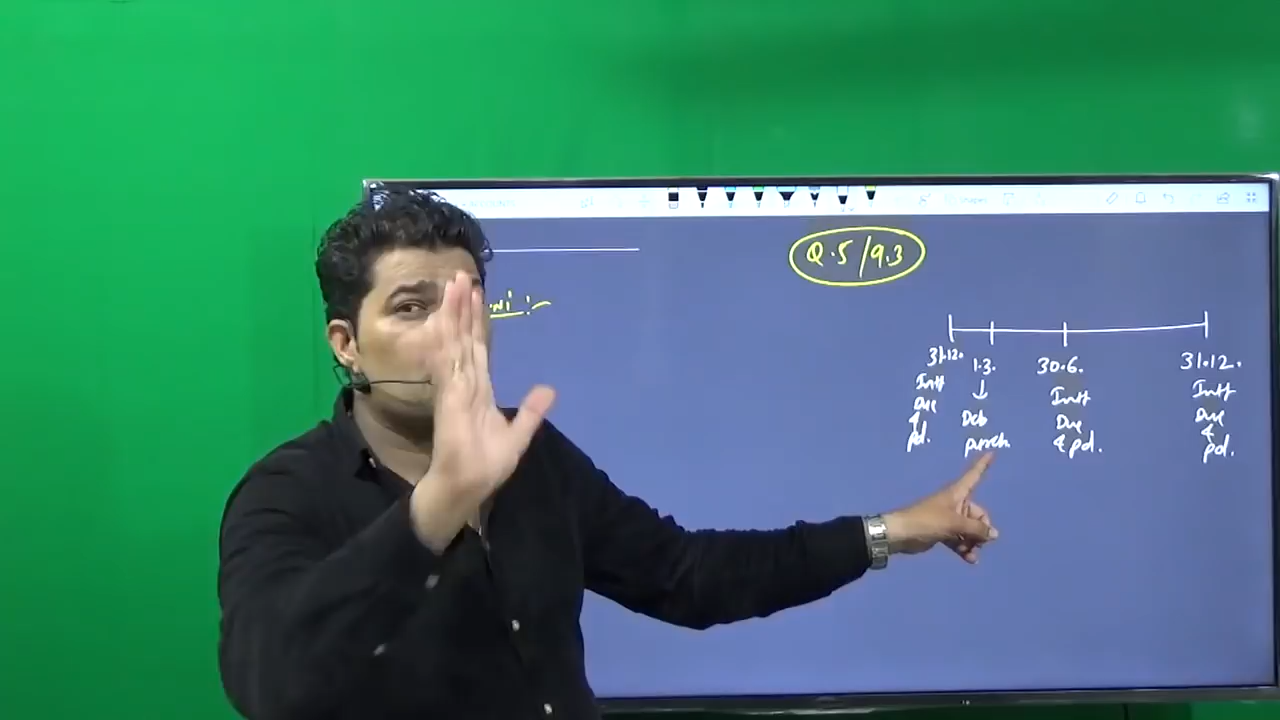 Q.5/9.3
31.12. 1.3. 30.6. 31.12.
Intt ↓ Intt Intt
Due Deb Due Due
& purch. & pd. &
pd. pd.